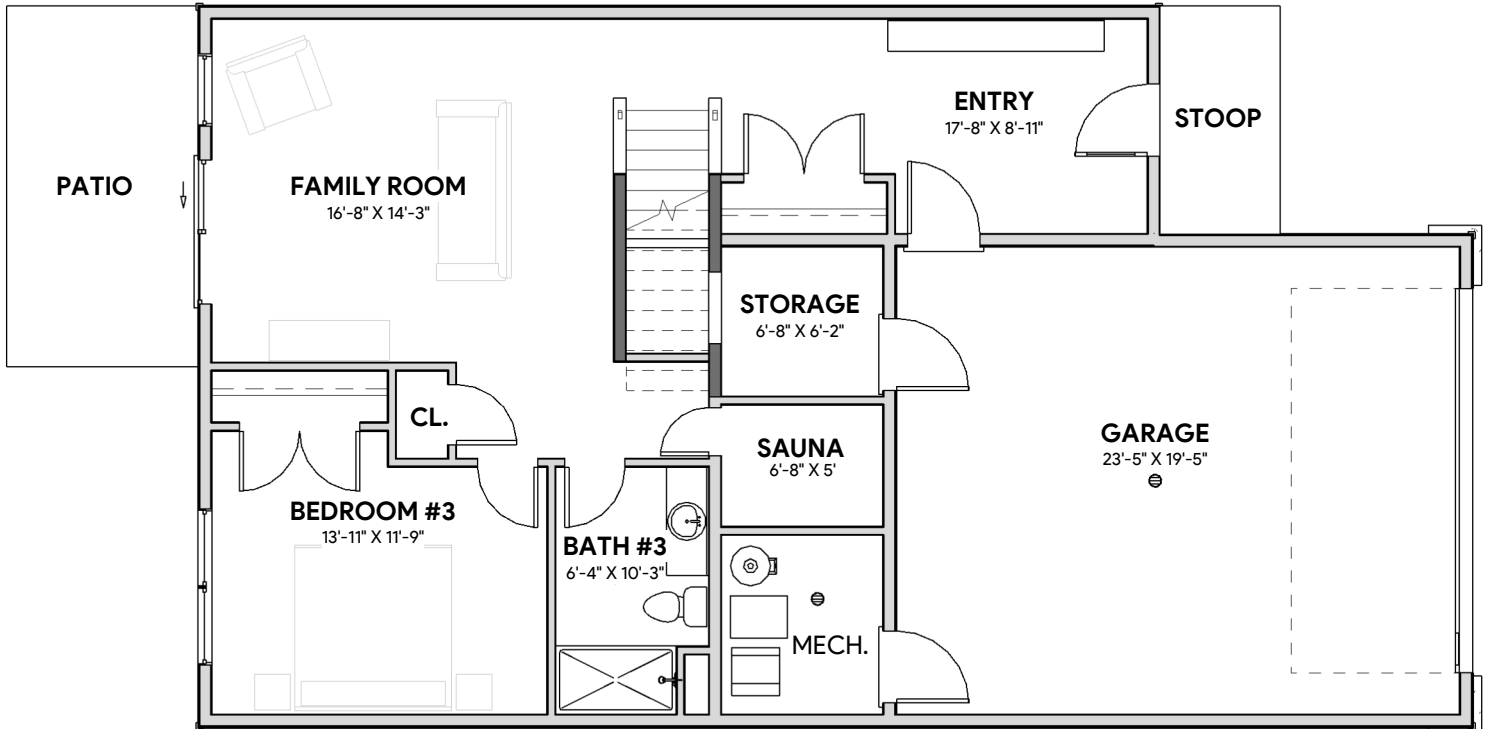 ENTRY
17'-8" X 8'-11"
STOOP
PATIO
FAMILY ROOM
16'-8" X 14'-3"
STORAGE
6'-8" X 6'-2"
CL.
SAUNA
6'-8" X 5'
GARAGE
23'-5" X 19'-5"
BEDROOM #3
13'-11" X 11'-9"
BATH #3
6'-4" X 10'-3"
MECH.